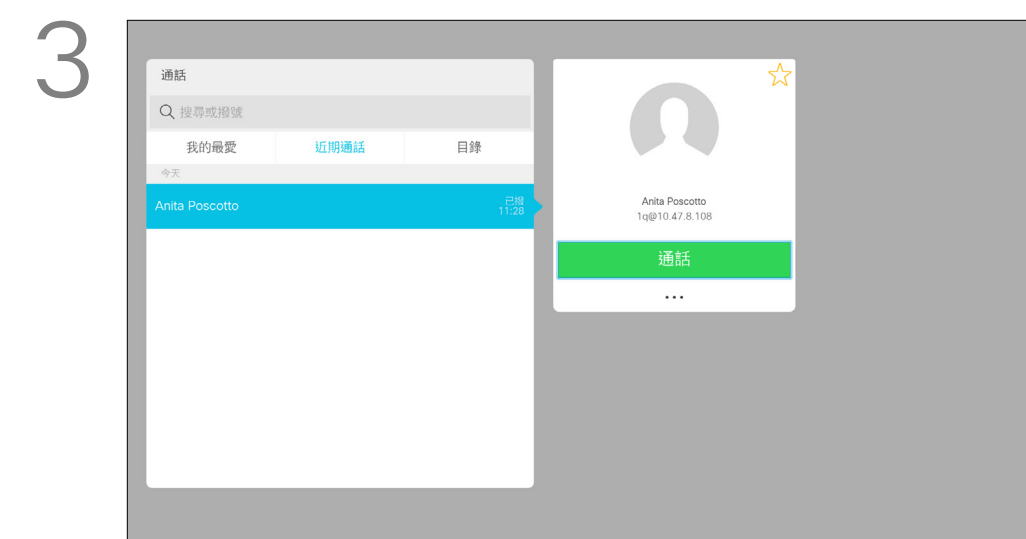 3
通話
搜尋或撥號
我的最愛 近期通話 目錄
今天
Anita Poscotto 已撥
11:28
Anita Poscotto
1q@10.47.8.108
通話
...